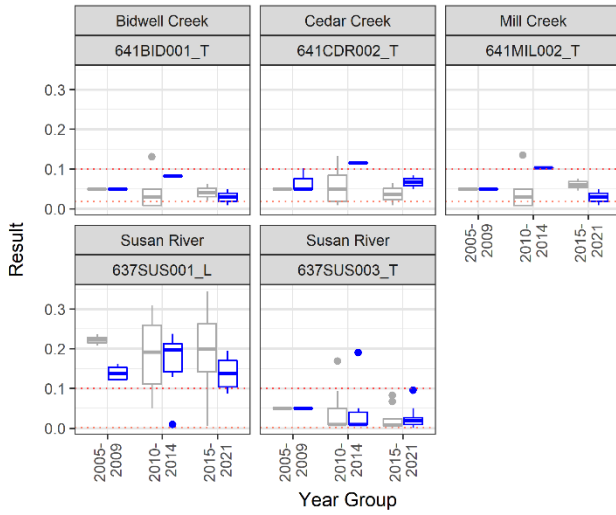 Bidwell Creek
641BID001_T
Cedar Creek
641CDR002_T
Mill Creek
641MIL002_T
0.3
0.2
0.1
0.0
2005-
2009
2010-
2014
2015-
2021
Susan River
637SUS001_L
Susan River
637SUS003_T
0.3
0.2
0.1
0.0
2005-
2009
2010-
2014
2015-
2021
2005-
2009
2010-
2014
2015-
2021
Result
Year Group